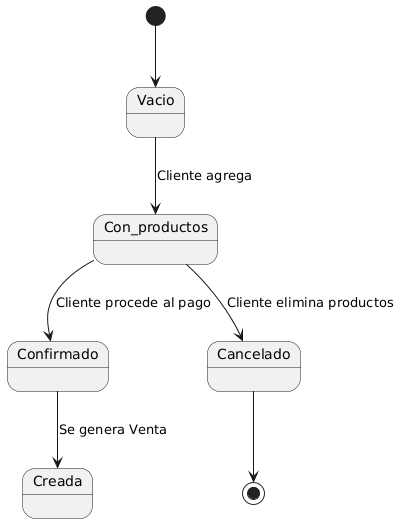 Vacio
Cliente agrega
Con_productos
Cliente procede al pago
Cliente elimina productos
Confirmado
Cancelado
Se genera Venta
Creada